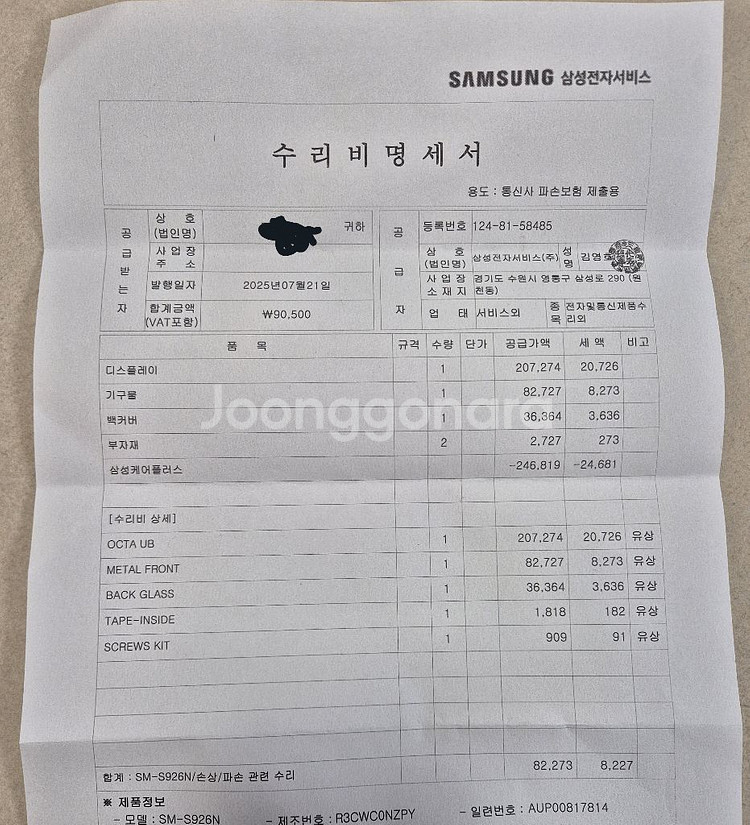 SAMSUNG 삼성전자서비스
수 리 비 명 세 서
용도 : 통신사 파손보험 제출용
공 급 받 는 자
상 호 (법인명) 귀하
사 업 장 주 소
발행일자 2025년07월21일
합계금액 (VAT포함) ₩90,500
공 급 자
등록번호 124-81-58485
상 호 (법인명) 삼성전자서비스(주) 성 명 김영호
사 업 장 소 재 지 경기도 수원시 영통구 삼성로 290 (원천동)
업 태 서비스외 종 목 전자및통신제품수리외
품 목 규격 수량 단가 공급가액 세 액 비고
디스플레이 1 207,274 20,726
기구물 1 82,727 8,273
백커버 1 36,364 3,636
부자재 2 2,727 273
삼성케어플러스 -246,819 -24,681
[수리비 상세]
OCTA UB 1 207,274 20,726 유상
METAL FRONT 1 82,727 8,273 유상
BACK GLASS 1 36,364 3,636 유상
TAPE-INSIDE 1 1,818 182 유상
SCREWS KIT 1 909 91 유상
합계 : SM-S926N/손상/파손 관련 수리 82,273 8,227
※ 제품정보
- 모델 : SM-S926N - 제조번호 : R3CWC0NZPY - 일련번호 : AUP00817814
Joonggonara